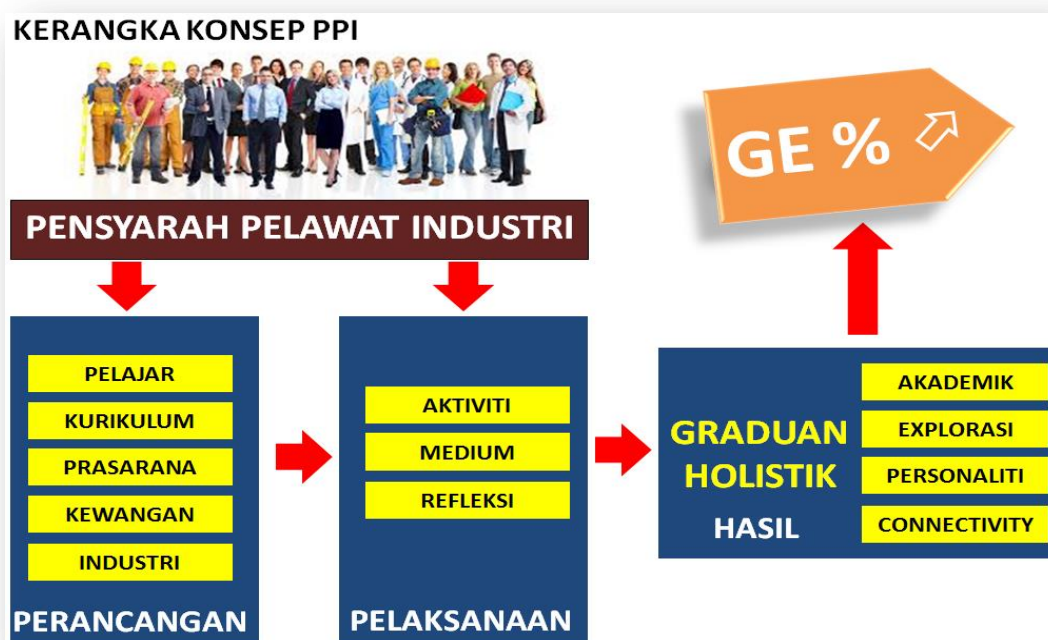 KERANGKA KONSEP PPI
GE %
PENSYARAH PELAWAT INDUSTRI
PELAJAR
KURIKULUM
PRASARANA
KEWANGAN
INDUSTRI
PERANCANGAN
AKTIVITI
MEDIUM
REFLEKSI
PELAKSANAAN
GRADUAN
HOLISTIK
HASIL
AKADEMIK
EXPLORASI
PERSONALITI
CONNECTIVITY